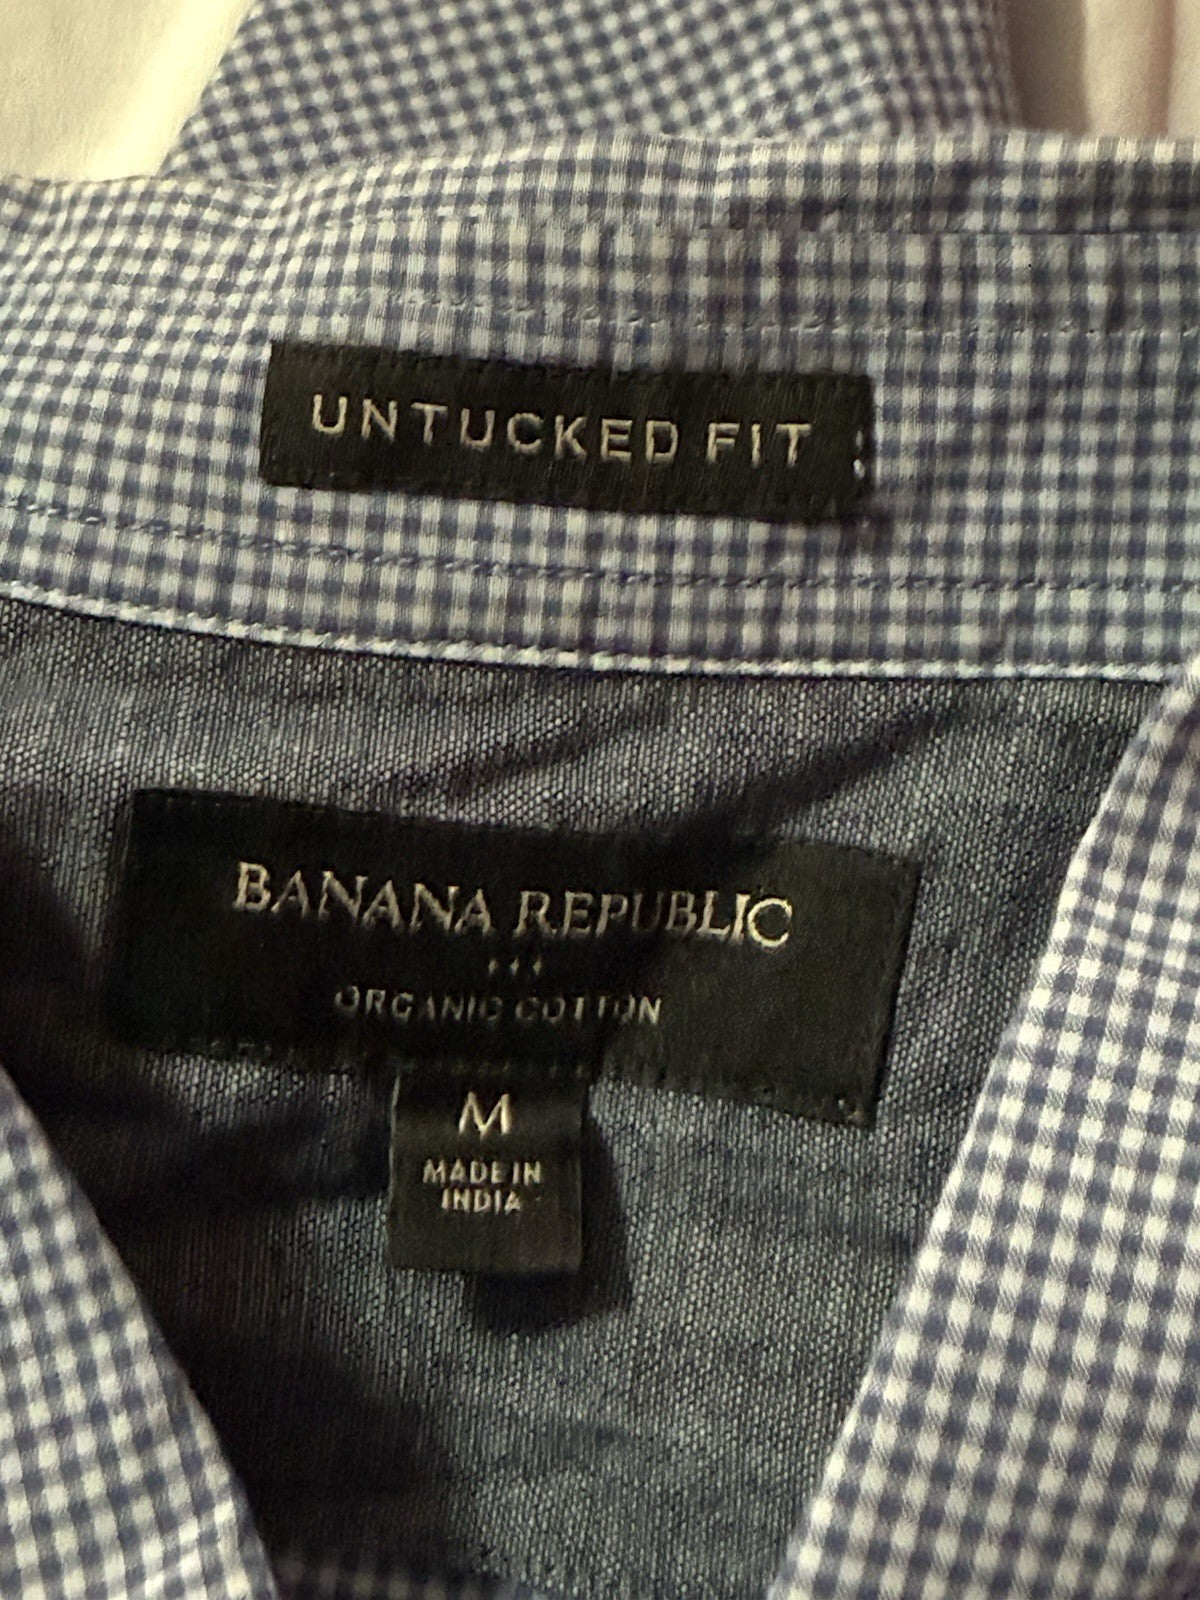 UNTUCKED FIT
BANANA REPUBLIC
ORGANIC COTTON
M
MADE IN
INDIA